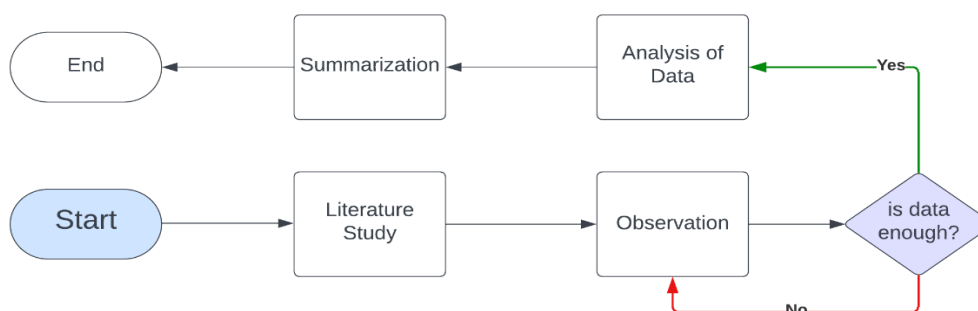 End
Summarization
Analysis of
Data
Yes
Start
Literature
Study
Observation
is data
enough?
No